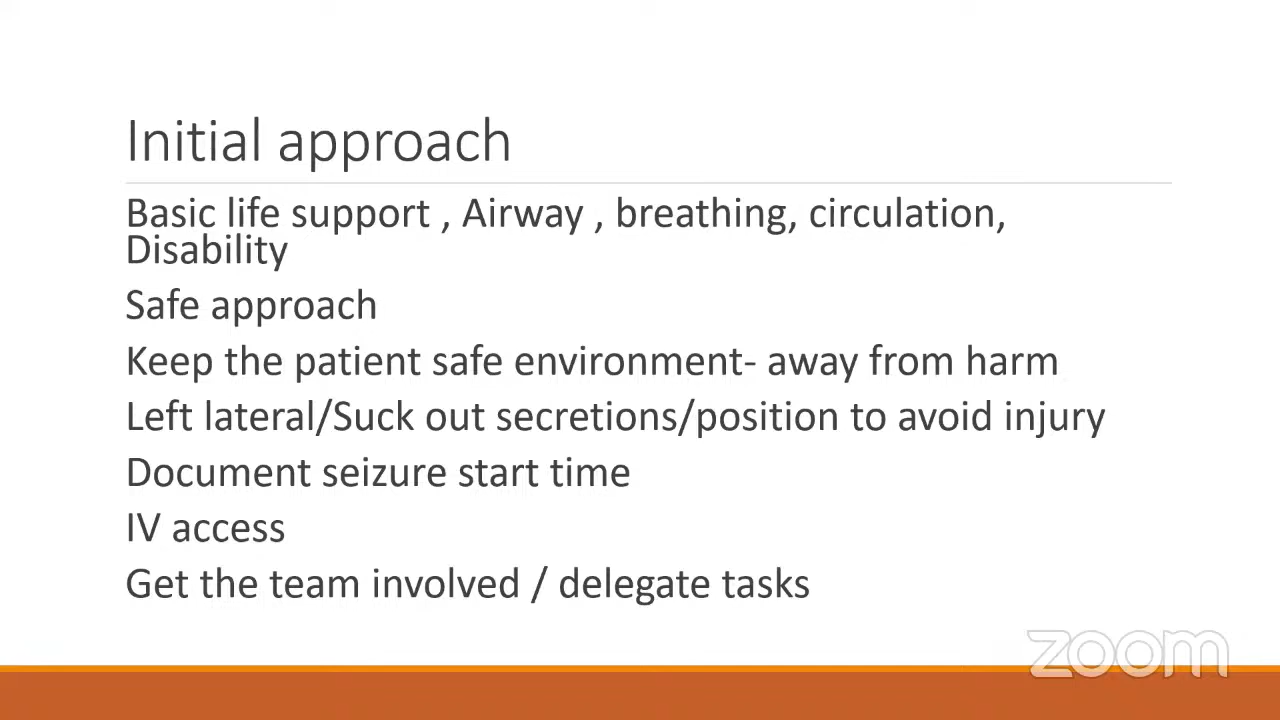 Initial approach
Basic life support , Airway , breathing, circulation,
Disability
Safe approach
Keep the patient safe environment- away from harm
Left lateral/Suck out secretions/position to avoid injury
Document seizure start time
IV access
Get the team involved / delegate tasks
zoom